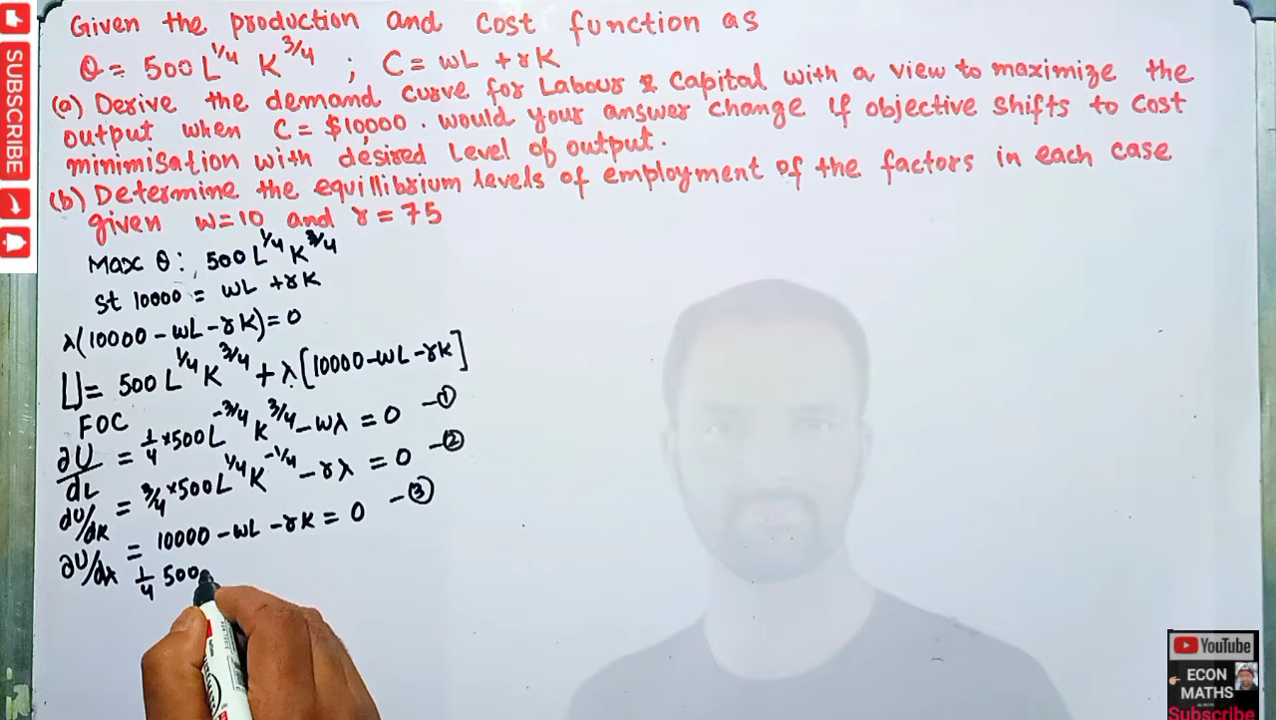 Given the production and cost function as
Q = 500 L^1/4 K^3/4 ; C = wL + rK
(a) Derive the demand curve for Labour & Capital with a view to maximize the
output when C = $10,000. would your answer change if objective shifts to cost
minimisation with desired level of output.
(b) Determine the equillibrium levels of employment of the factors in each case
given w=10 and r=75
Max Q: 500 L^1/4 K^3/4
St 10000 = wL + rK
λ(10000 - wL - rK) = 0
U = 500 L^1/4 K^3/4 + λ[10000 - wL - rK]
FOC
∂U/dL = 1/4 × 500 L^-3/4 K^3/4 - wλ = 0 -①
dU/dK = 3/4 × 500 L^1/4 K^-1/4 - rλ = 0 -②
∂U/dλ = 10000 - wL - rK = 0 -③
1/4 500
SUBSCRIBE
YouTube
ECON
MATHS
Subscribe